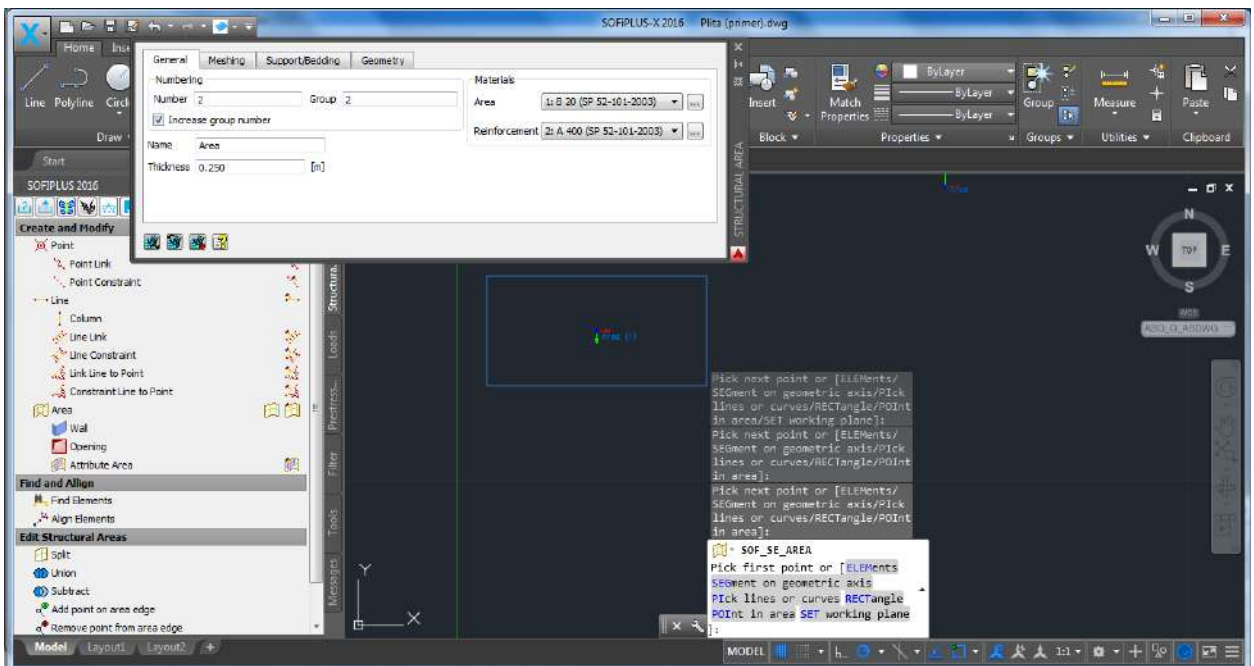 SOFiPLUS-X 2016 Plita (primer).dwg
Home Inse
Line Polyline Circl
Draw
Start
General Meshing Support/Bedding Geometry
Numbering
Number 2 Group 2
Increase group number
Name Area
Thickness 0.250 [m]
Materials
Area 1: B 20 (SP 52-101-2003) ...
Reinforcement 2: A 400 (SP 52-101-2003) ...
STRUCTURAL AREA
Insert
Block
Match
Properties
ByLayer
ByLayer
ByLayer
Properties
Group
Groups
Measure
Utilities
Paste
Clipboard
SOFIPLUS 2016
Create and Modify
Point
Point Link
Point Constraint
Line
Column
Line Link
Line Constraint
Link Line to Point
Constraint Line to Point
Area
Wall
Opening
Attribute Area
Find and Allign
Find Elements
Align Elements
Edit Structural Areas
Split
Union
Subtract
Add point on area edge
Remove point from area edge
Structura...
Loads
Prestress...
Filter
Tools
Messages
Area (1)
Y
X
N
W TOP E
S
Pick next point or [ELEMents/
SEGment on geometric axis/PIck
lines or curves/RECTangle/POInt
in area/SET working plane]:
Pick next point or [ELEMents/
SEGment on geometric axis/PIck
lines or curves/RECTangle/POInt
in area]:
Pick next point or [ELEMents/
SEGment on geometric axis/PIck
lines or curves/RECTangle/POInt
in area]:
SOF_SE_AREA
Pick first point or [ELEMents
SEGment on geometric axis
PIck lines or curves RECTangle
POInt in area SET working plane
]:
Model Layout1 Layout2 +
MODEL 1:1